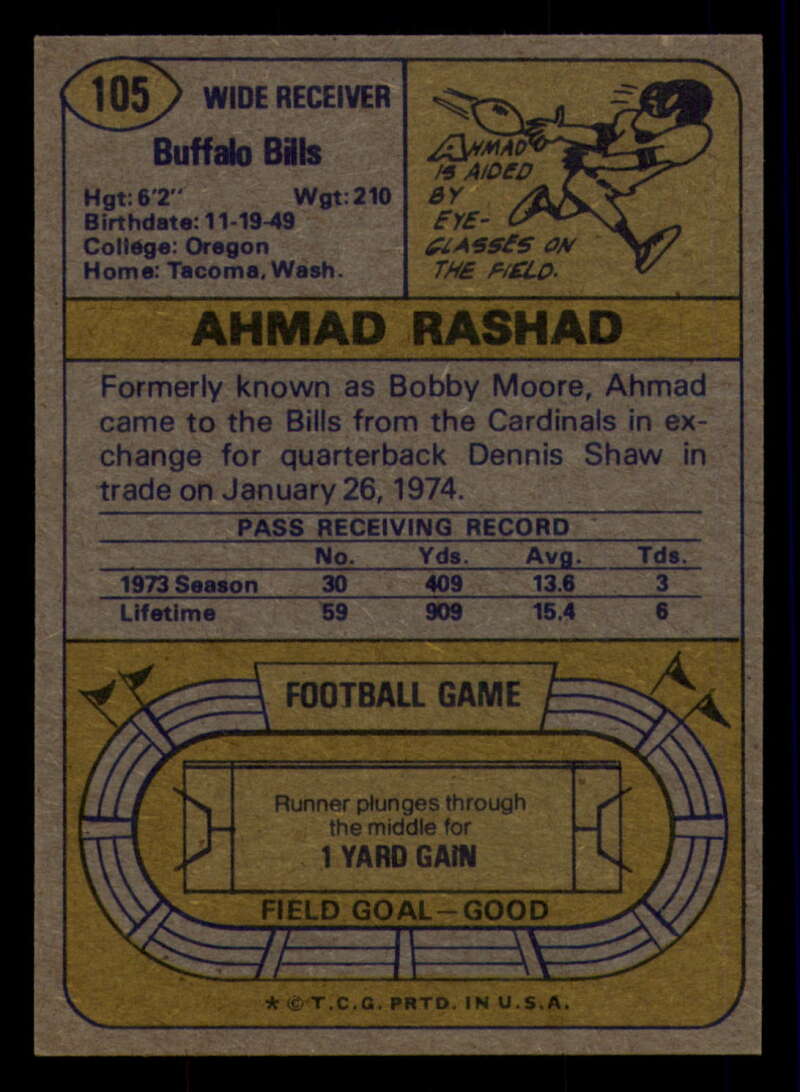 105
WIDE RECEIVER
Buffalo Bills
Hgt: 6'2" Wgt: 210
Birthdate: 11-19-49
College: Oregon
Home: Tacoma, Wash.
AHMAD
IS AIDED
BY
EYE-
GLASSES ON
THE FIELD.
AHMAD RASHAD
Formerly known as Bobby Moore, Ahmad
came to the Bills from the Cardinals in ex-
change for quarterback Dennis Shaw in
trade on January 26, 1974.
PASS RECEIVING RECORD
No. Yds. Avg. Tds.
1973 Season 30 409 13.6 3
Lifetime 59 909 15.4 6
FOOTBALL GAME
Runner plunges through
the middle for
1 YARD GAIN
FIELD GOAL—GOOD
* © T.C.G. PRTD. IN U.S.A.